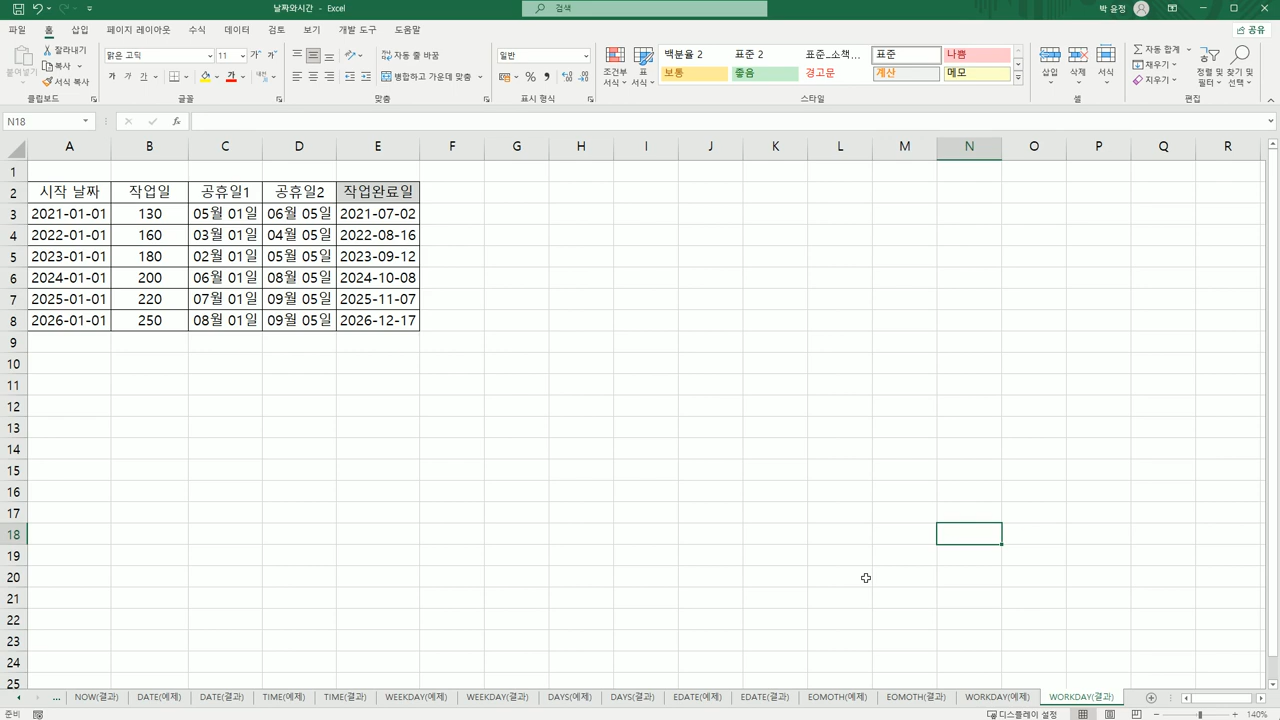 날짜와시간 - Excel
검색
박 윤정
파일 홈 삽입 페이지 레이아웃 수식 데이터 검토 보기 개발 도구 도움말
공유
붙여넣기
잘라내기
복사
서식 복사
클립보드
맑은 고딕 11
가 가 가
글꼴
자동 줄 바꿈
병합하고 가운데 맞춤
맞춤
일반
표시 형식
조건부 서식
표 서식
백분율 2 표준 2 표준_소책... 표준 나쁨
보통 좋음 경고문 계산 메모
스타일
삽입 삭제 서식
셀
자동 합계
채우기
지우기
정렬 및 필터
찾기 및 선택
편집
N18
A B C D E F G H I J K L M N O P Q R
1
2 시작 날짜 작업일 공휴일1 공휴일2 작업완료일
3 2021-01-01 130 05월 01일 06월 05일 2021-07-02
4 2022-01-01 160 03월 01일 04월 05일 2022-08-16
5 2023-01-01 180 02월 01일 05월 05일 2023-09-12
6 2024-01-01 200 06월 01일 08월 05일 2024-10-08
7 2025-01-01 220 07월 01일 09월 05일 2025-11-07
8 2026-01-01 250 08월 01일 09월 05일 2026-12-17
9
10
11
12
13
14
15
16
17
18
19
20
21
22
23
24
25
... NOW(결과) DATE(예제) DATE(결과) TIME(예제) TIME(결과) WEEKDAY(예제) WEEKDAY(결과) DAYS(예제) DAYS(결과) EDATE(예제) EDATE(결과) EOMOTH(예제) EOMOTH(결과) WORKDAY(예제) WORKDAY(결과)
준비 디스플레이 설정 140%